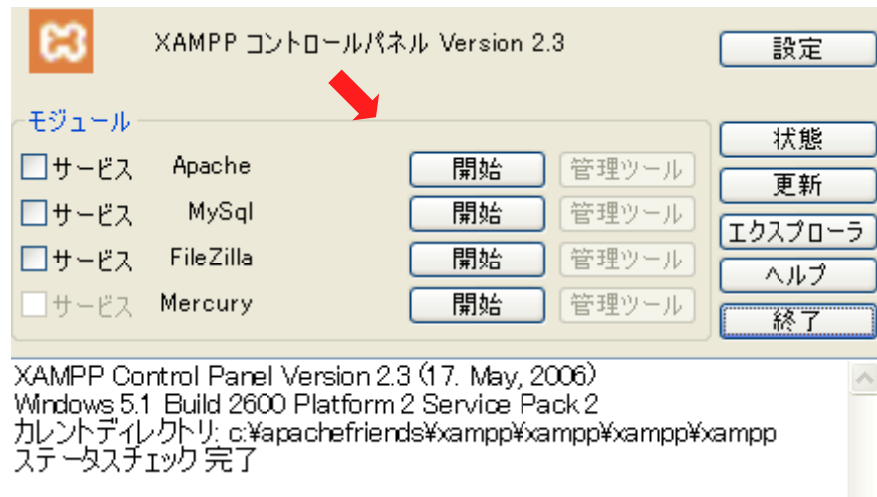 XAMPP コントロールパネル Version 2.3
設定
モジュール
サービス Apache 開始 管理ツール
サービス MySql 開始 管理ツール
サービス FileZilla 開始 管理ツール
サービス Mercury 開始 管理ツール
状態
更新
エクスプローラ
ヘルプ
終了
XAMPP Control Panel Version 2.3 (17. May, 2006)
Windows 5.1 Build 2600 Platform 2 Service Pack 2
カレントディレクトリ: c:¥apachefriends¥xampp¥xampp¥xampp¥xampp
ステータスチェック 完了